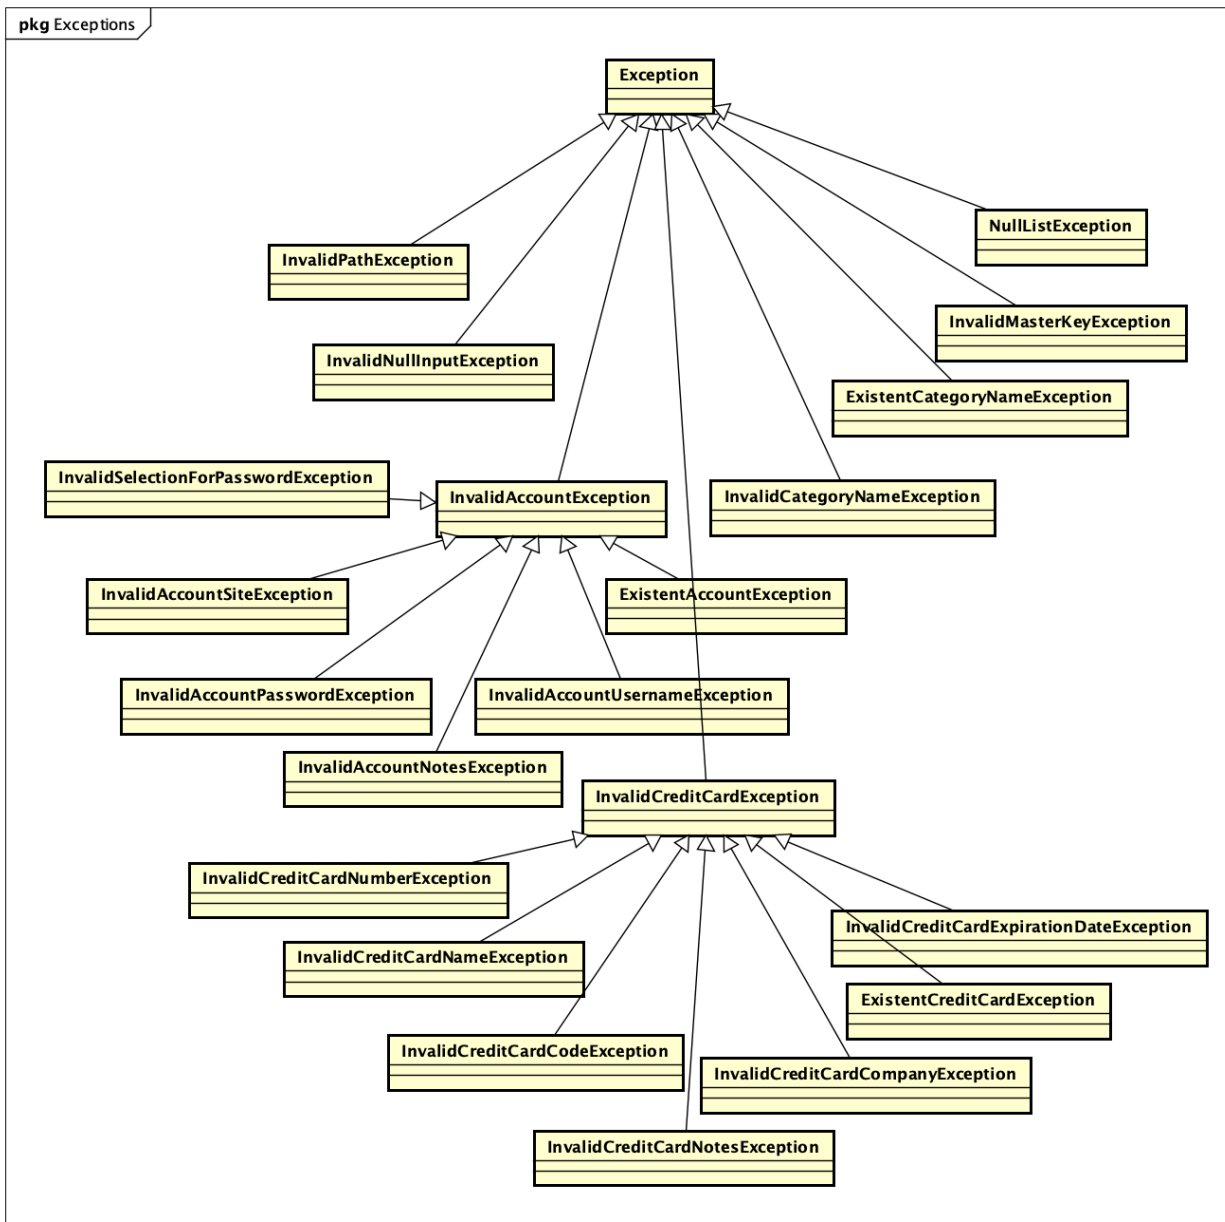 pkg Exceptions
Exception
NullListException
InvalidPathException
InvalidMasterKeyException
InvalidNullInputException
ExistentCategoryNameException
InvalidSelectionForPasswordException
InvalidAccountException
InvalidCategoryNameException
InvalidAccountSiteException
ExistentAccountException
InvalidAccountPasswordException
InvalidAccountUsernameException
InvalidAccountNotesException
InvalidCreditCardException
InvalidCreditCardNumberException
InvalidCreditCardExpirationDateException
InvalidCreditCardNameException
ExistentCreditCardException
InvalidCreditCardCodeException
InvalidCreditCardCompanyException
InvalidCreditCardNotesException